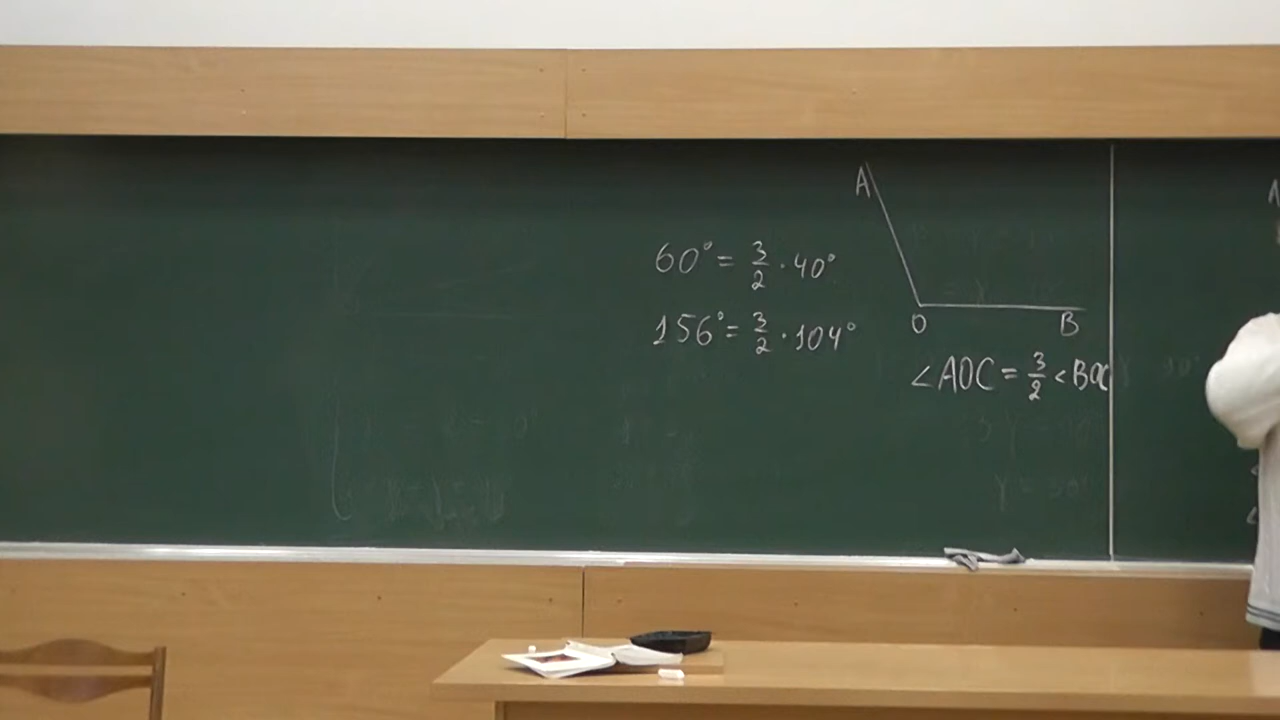 60° = 3/2 · 40°
156° = 3/2 · 104°
A
O
B
∠AOC = 3/2 ∠BOC